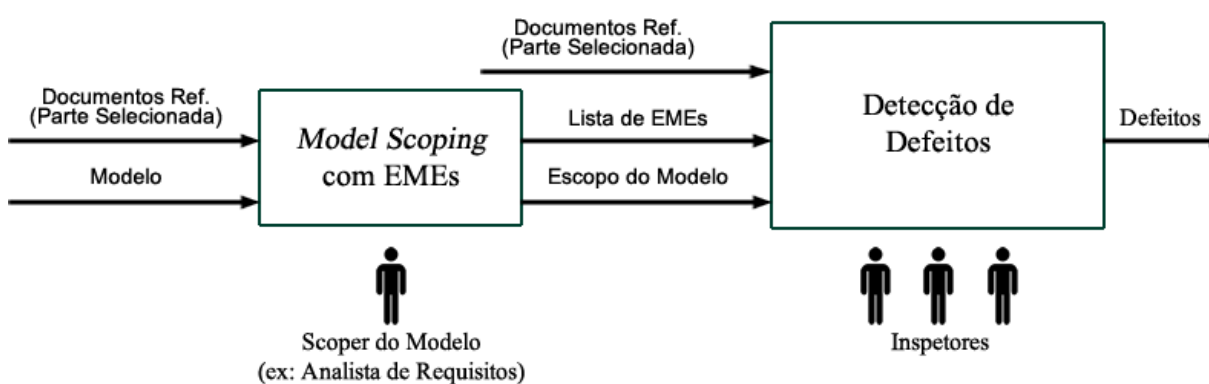 Documentos Ref.
(Parte Selecionada)
Documentos Ref.
(Parte Selecionada)
Modelo
Model Scoping
com EMEs
Lista de EMEs
Escopo do Modelo
Detecção de
Defeitos
Defeitos
Scoper do Modelo
(ex: Analista de Requisitos)
Inspetores